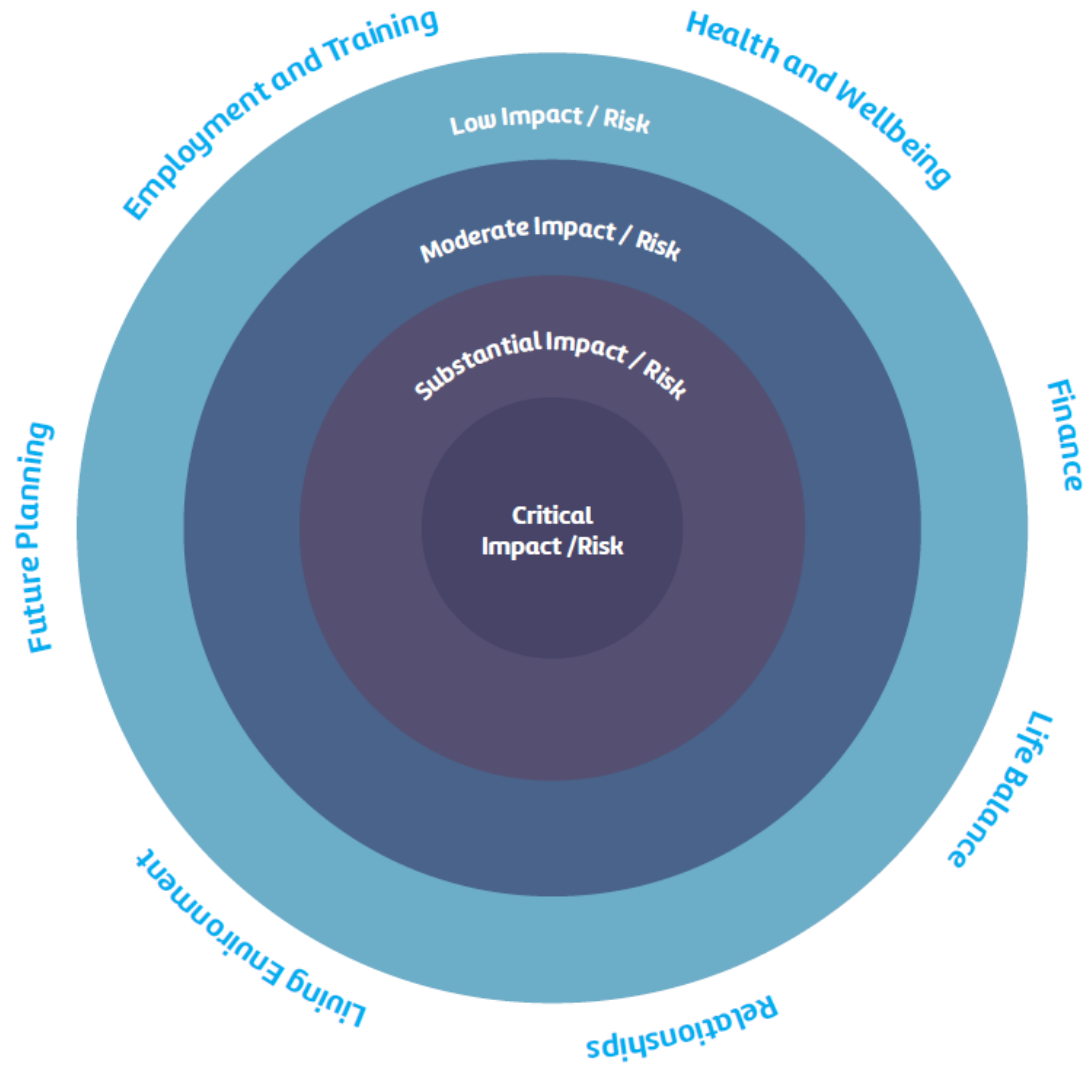 Employment and Training
Health and Wellbeing
Low Impact / Risk
Moderate Impact / Risk
Substantial Impact / Risk
Critical
Impact /Risk
Finance
Life Balance
Relationships
Living Environment
Future Planning